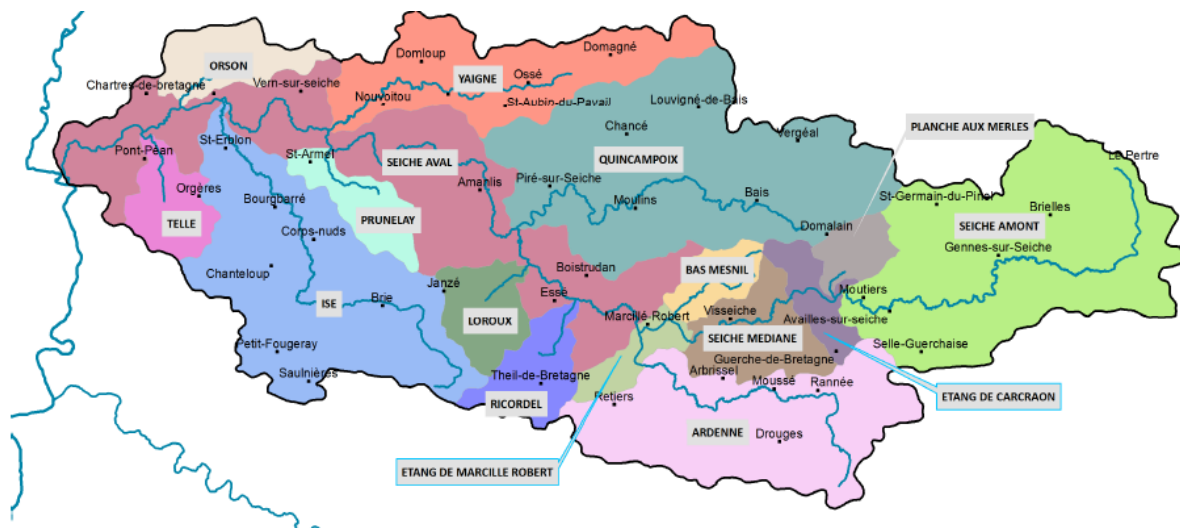 Domloup
Domagné
ORSON
YAIGNE
Ossé
Chartres-de-bretagne
Vern-sur-seiche
Nouvoitou
St-Aubin-du-Pavail
Louvigné-de-Bais
PLANCHE AUX MERLES
Chancé
Vergéal
St-Erblon
Pont-Péan
St-Armel
SEICHE AVAL
QUINCAMPOIX
Le Pertre
Orgères
Amanlis
Piré-sur-Seiche
Bourgbarré
Moulins
Bais
St-Germain-du-Pinel
Brielles
TELLE
PRUNELAY
SEICHE AMONT
Corps-nuds
Domalain
Gennes-sur-Seiche
Chanteloup
Boistrudan
BAS MESNIL
Janzé
Moutiers
ISE
Brie
Essé
LOROUX
Marcillé-Robert
Visseiche
Availles-sur-seiche
SEICHE MEDIANE
Petit-Fougeray
Guerche-de-Bretagne
Selle-Guerchaise
Saulnières
Theil-de-Bretagne
Arbrissel
Moussé
Rannée
ETANG DE CARCRAON
RICORDEL
Retiers
ARDENNE
Drouges
ETANG DE MARCILLE ROBERT